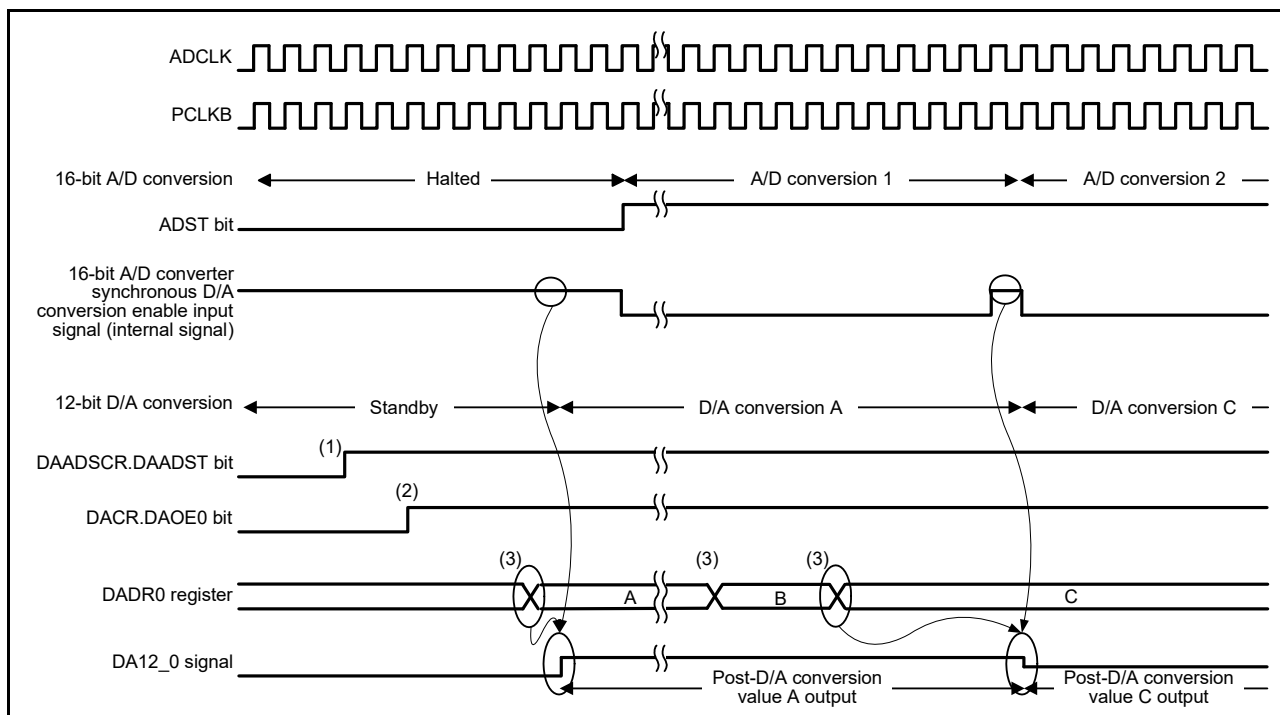 ADCLK
PCLKB
16-bit A/D conversion
Halted
A/D conversion 1
A/D conversion 2
ADST bit
16-bit A/D converter
synchronous D/A
conversion enable input
signal (internal signal)
12-bit D/A conversion
Standby
D/A conversion A
D/A conversion C
(1)
DAADSCR.DAADST bit
(2)
DACR.DAOE0 bit
(3)
(3)
(3)
DADR0 register
A
B
C
DA12_0 signal
Post-D/A conversion
value A output
Post-D/A conversion
value C output